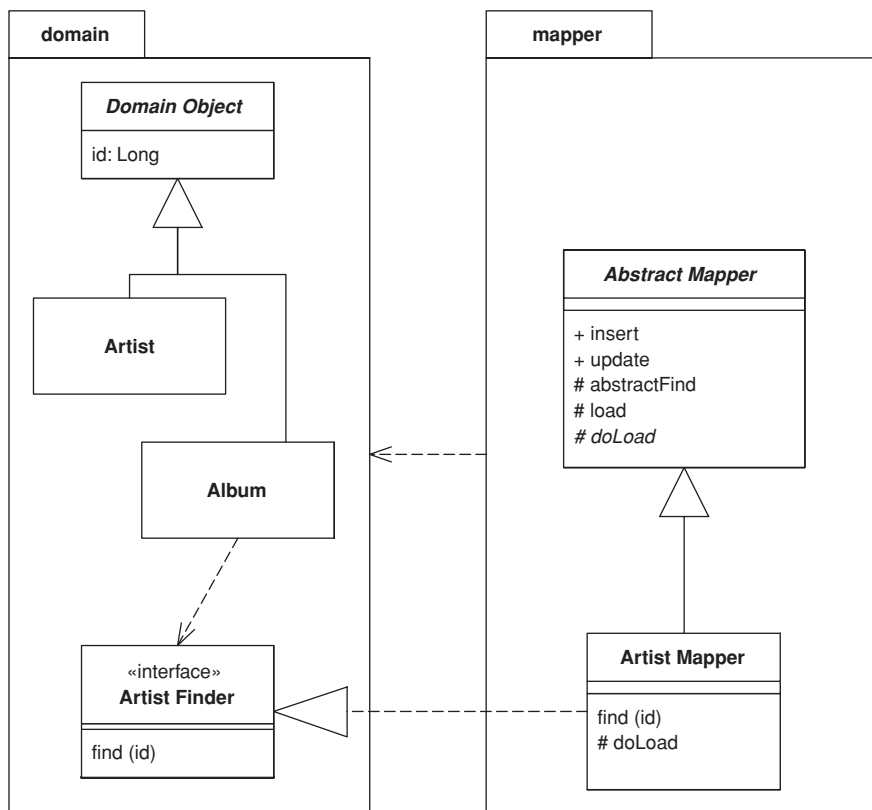 domain
Domain Object
id: Long
Artist
Album
«interface»
Artist Finder
find (id)
mapper
Abstract Mapper
+ insert
+ update
# abstractFind
# load
# doLoad
Artist Mapper
find (id)
# doLoad